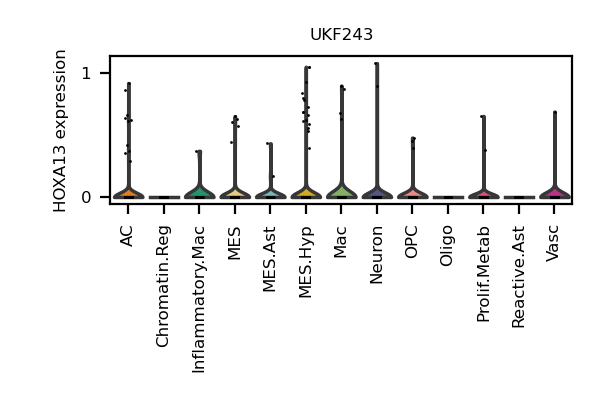 UKF243
HOXA13 expression
1
0
AC
Chromatin.Reg
Inflammatory.Mac
MES
MES.Ast
MES.Hyp
Mac
Neuron
OPC
Oligo
Prolif.Metab
Reactive.Ast
Vasc